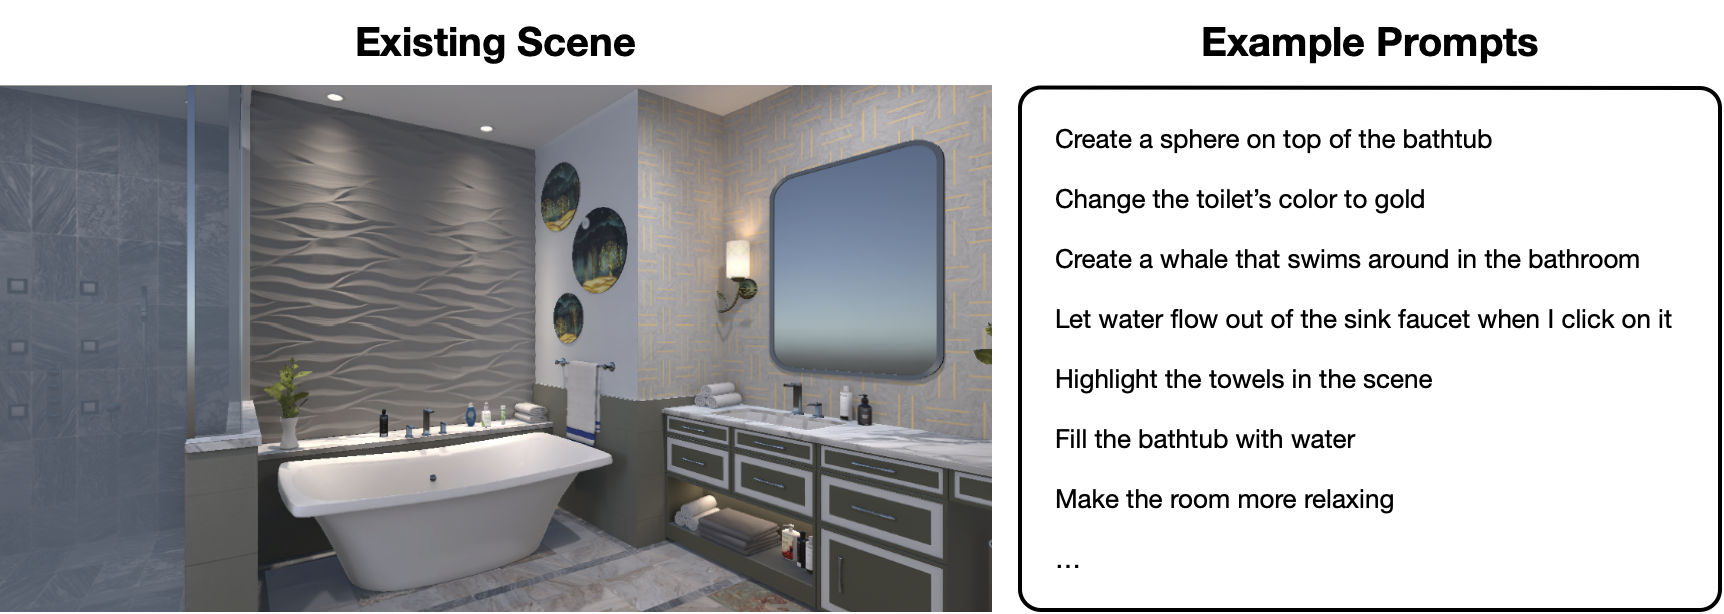 Existing Scene
Example Prompts
Create a sphere on top of the bathtub
Change the toilet’s color to gold
Create a whale that swims around in the bathroom
Let water flow out of the sink faucet when I click on it
Highlight the towels in the scene
Fill the bathtub with water
Make the room more relaxing
...